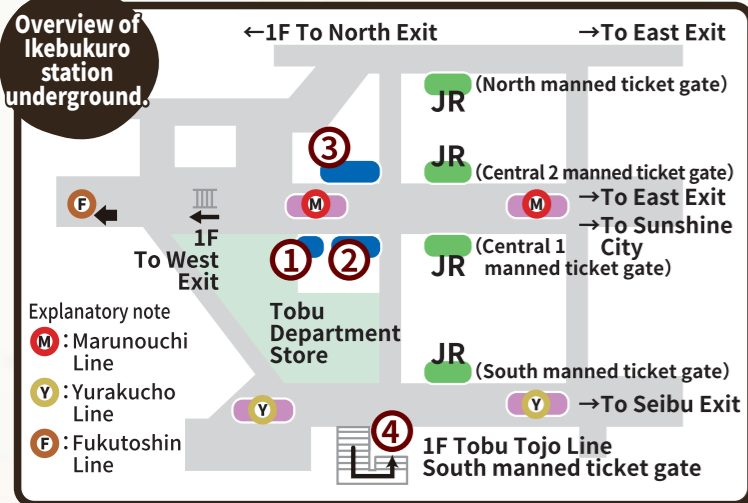 Overview of
Ikebukuro
station
underground.
←1F To North Exit
→To East Exit
JR
(North manned ticket gate)
3
JR
(Central 2 manned ticket gate)
F
M
M
→To East Exit
→To Sunshine
City
1F
To West
Exit
1
2
JR
(Central 1
manned ticket gate)
Tobu
Department
Store
JR
(South manned ticket gate)
Explanatory note
M : Marunouchi
Line
Y : Yurakucho
Line
F : Fukutoshin
Line
Y
Y
→To Seibu Exit
4
1F Tobu Tojo Line
South manned ticket gate